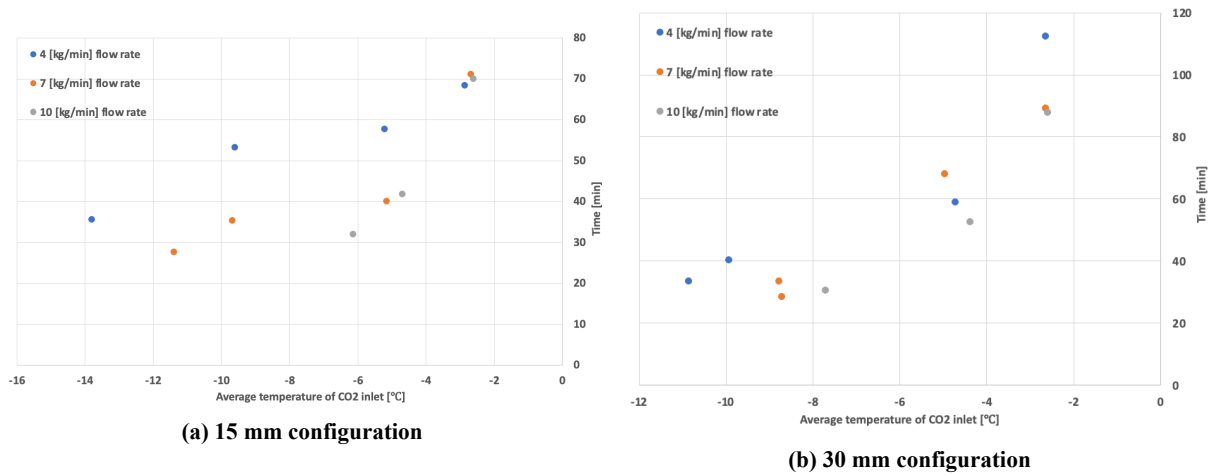 80
4 [kg/min] flow rate
70
7 [kg/min] flow rate
60
10 [kg/min] flow rate
50
40
30
20
10
0
Time [min]
-16 -14 -12 -10 -8 -6 -4 -2 0
Average temperature of CO2 inlet [℃]
(a) 15 mm configuration
120
4 [kg/min] flow rate
100
7 [kg/min] flow rate
10 [kg/min] flow rate
80
60
40
20
0
Time [min]
-12 -10 -8 -6 -4 -2 0
Average temperature of CO2 inlet [℃]
(b) 30 mm configuration